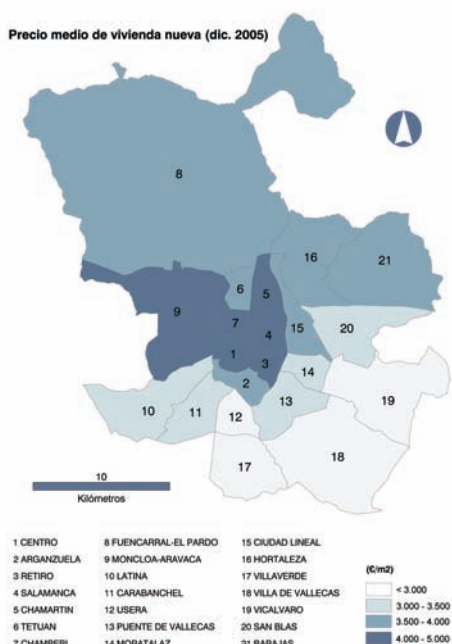 Precio medio de vivienda nueva (dic. 2005)
8
16
21
6
5
9
7
4
15
20
1
3
14
2
19
10
11
13
12
18
17
10
Kilómetros
1 CENTRO
2 ARGANZUELA
3 RETIRO
4 SALAMANCA
5 CHAMARTIN
6 TETUAN
7 CHAMBERI
8 FUENCARRAL-EL PARDO
9 MONCLOA-ARAVACA
10 LATINA
11 CARABANCHEL
12 USERA
13 PUENTE DE VALLECAS
14 MORATALAZ
15 CIUDAD LINEAL
16 HORTALEZA
17 VILLAVERDE
18 VILLA DE VALLECAS
19 VICALVARO
20 SAN BLAS
21 BARAJAS
(€/m2)
< 3.000
3.000 - 3.500
3.500 - 4.000
4.000 - 5.000